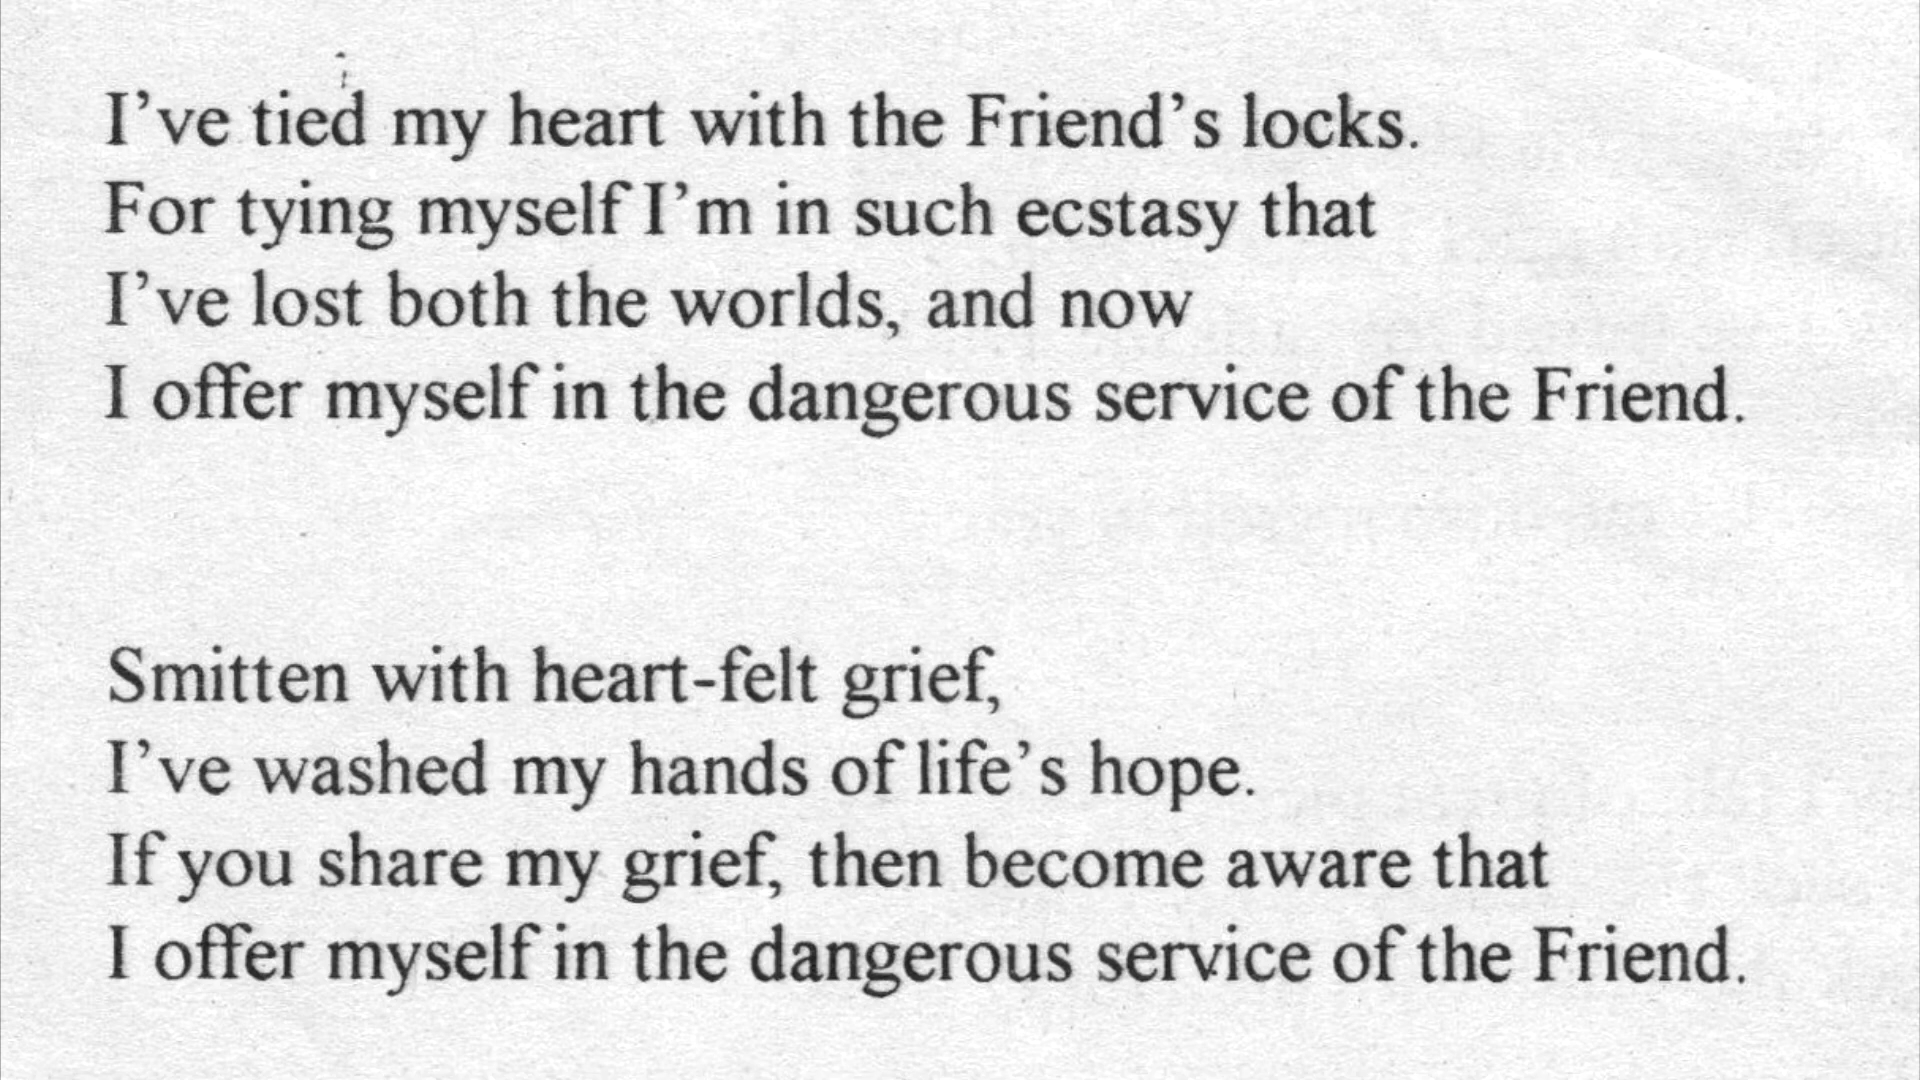 I've tied my heart with the Friend's locks.
For tying myself I'm in such ecstasy that
I've lost both the worlds, and now
I offer myself in the dangerous service of the Friend.
Smitten with heart-felt grief,
I've washed my hands of life's hope.
If you share my grief, then become aware that
I offer myself in the dangerous service of the Friend.